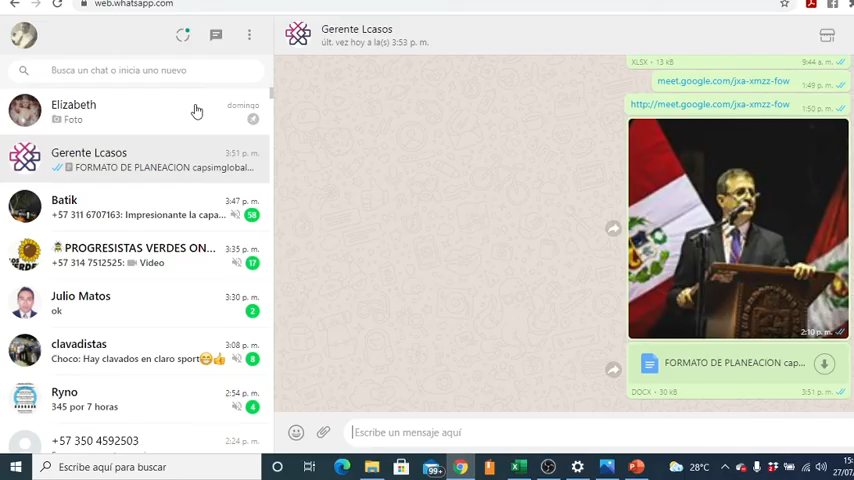 web.whatsapp.com
Gerente Lcasos
últ. vez hoy a la(s) 3:53 p. m.
Busca un chat o inicia uno nuevo
Elizabeth
domingo
Foto
Gerente Lcasos
3:51 p. m.
FORMATO DE PLANEACION capsimglobal...
Batik
3:47 p. m.
+57 311 6707163: Impresionante la capa...
58
PROGRESISTAS VERDES ON...
3:35 p. m.
+57 314 7512525: Video
17
Julio Matos
3:30 p. m.
ok
2
clavadistas
3:08 p. m.
Choco: Hay clavados en claro sport😁👍
8
Ryno
2:54 p. m.
345 por 7 horas
4
+57 350 4592503
2:24 p. m.
XLSX • 13 kB
9:44 a. m.
meet.google.com/jxa-xmzz-fow
1:49 p. m.
http://meet.google.com/jxa-xmzz-fow
1:50 p. m.
2:10 p. m.
FORMATO DE PLANEACION cap...
DOCX • 30 kB
3:51 p. m.
Escribe un mensaje aquí
Escribe aquí para buscar
99+
28°C
15:
27/07/